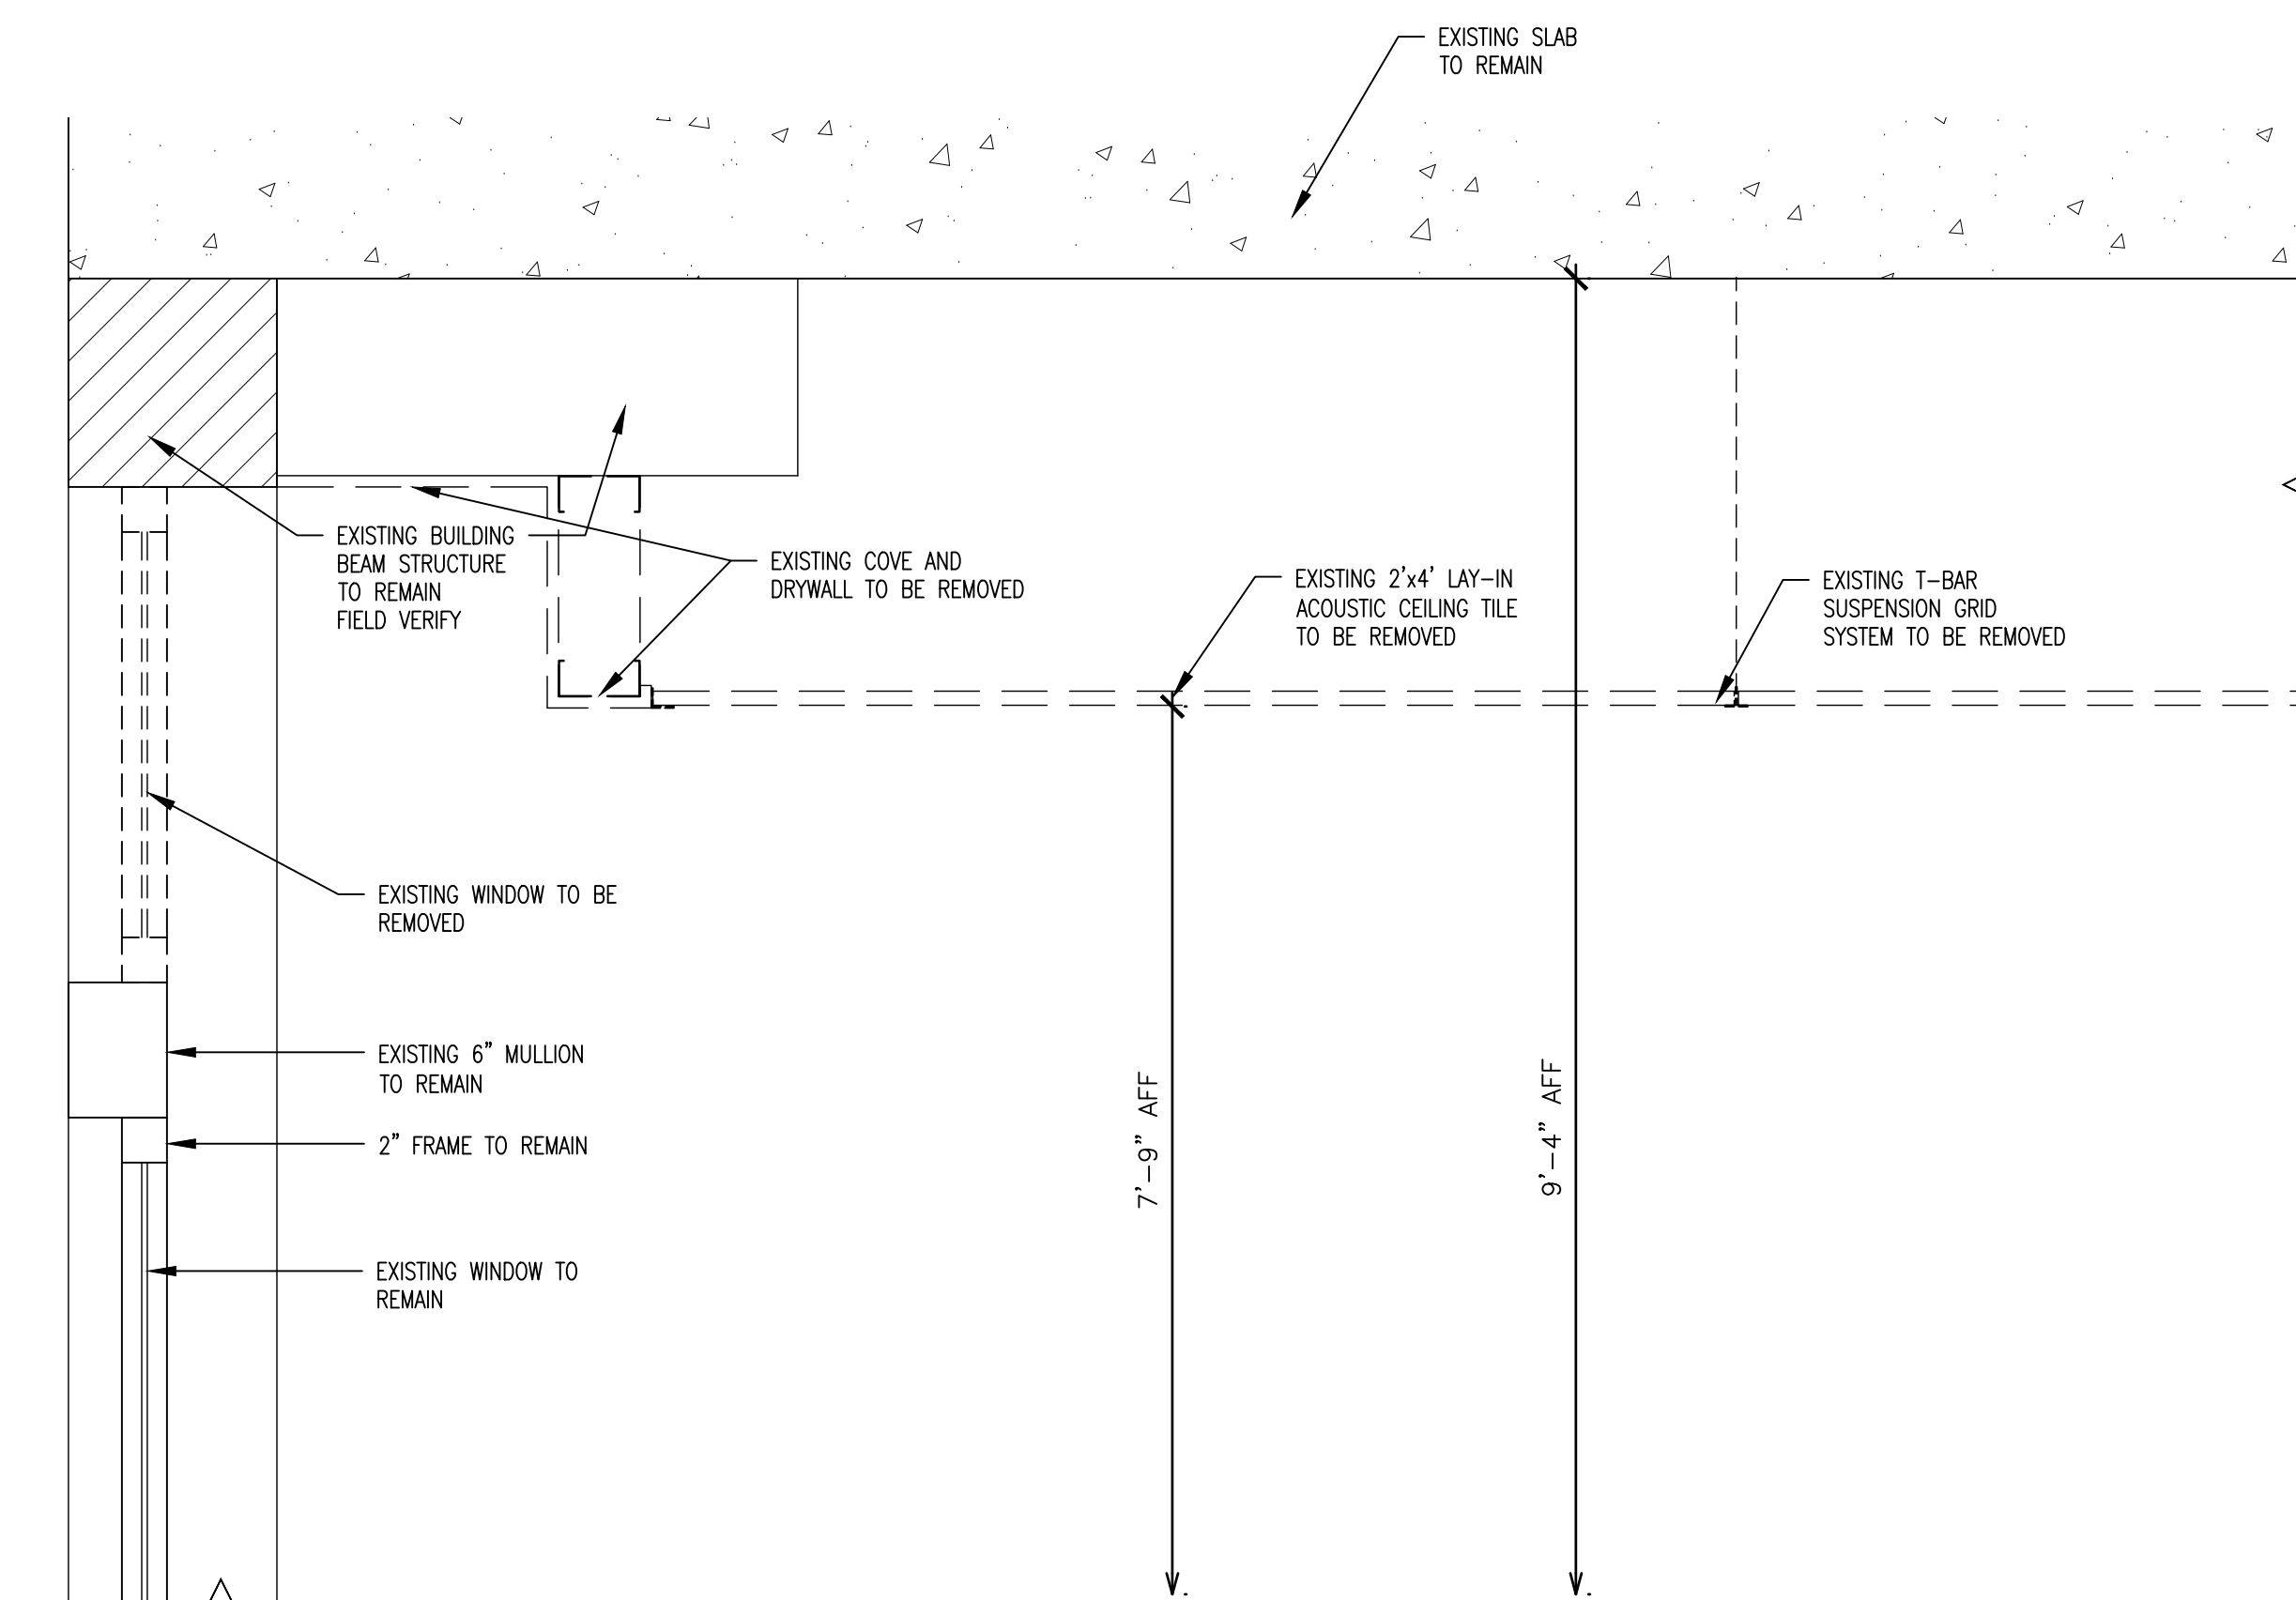 EXISTING SLAB
TO REMAIN
EXISTING BUILDING
BEAM STRUCTURE
TO REMAIN
FIELD VERIFY
EXISTING COVE AND
DRYWALL TO BE REMOVED
EXISTING 2'x4' LAY-IN
ACOUSTIC CEILING TILE
TO BE REMOVED
EXISTING T-BAR
SUSPENSION GRID
SYSTEM TO BE REMOVED
EXISTING WINDOW TO BE
REMOVED
EXISTING 6" MULLION
TO REMAIN
2" FRAME TO REMAIN
EXISTING WINDOW TO
REMAIN
7'-9" AFF
9'-4" AFF